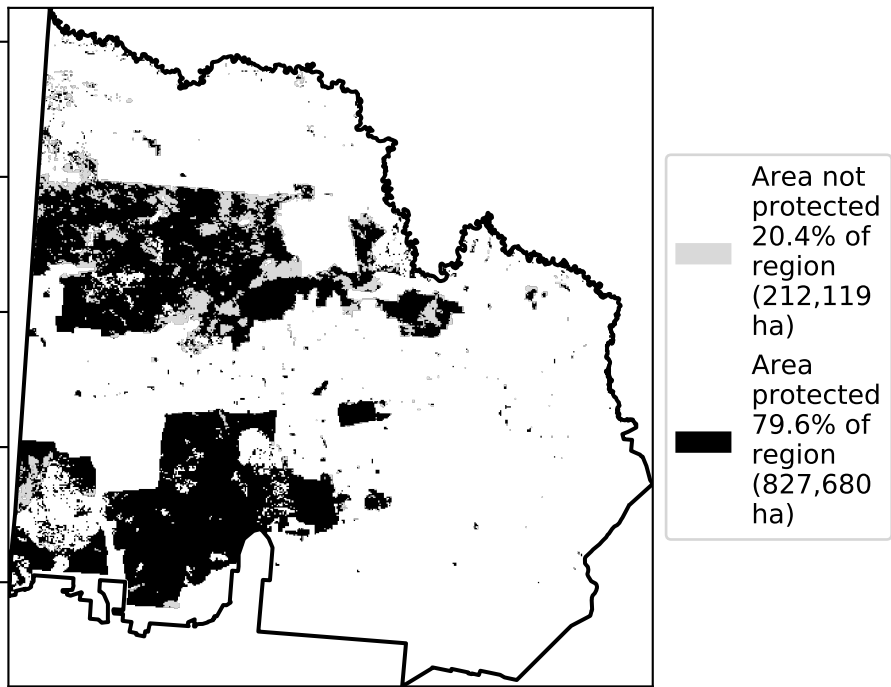 Area not
protected
20.4% of
region
(212,119
ha)
Area
protected
79.6% of
region
(827,680
ha)